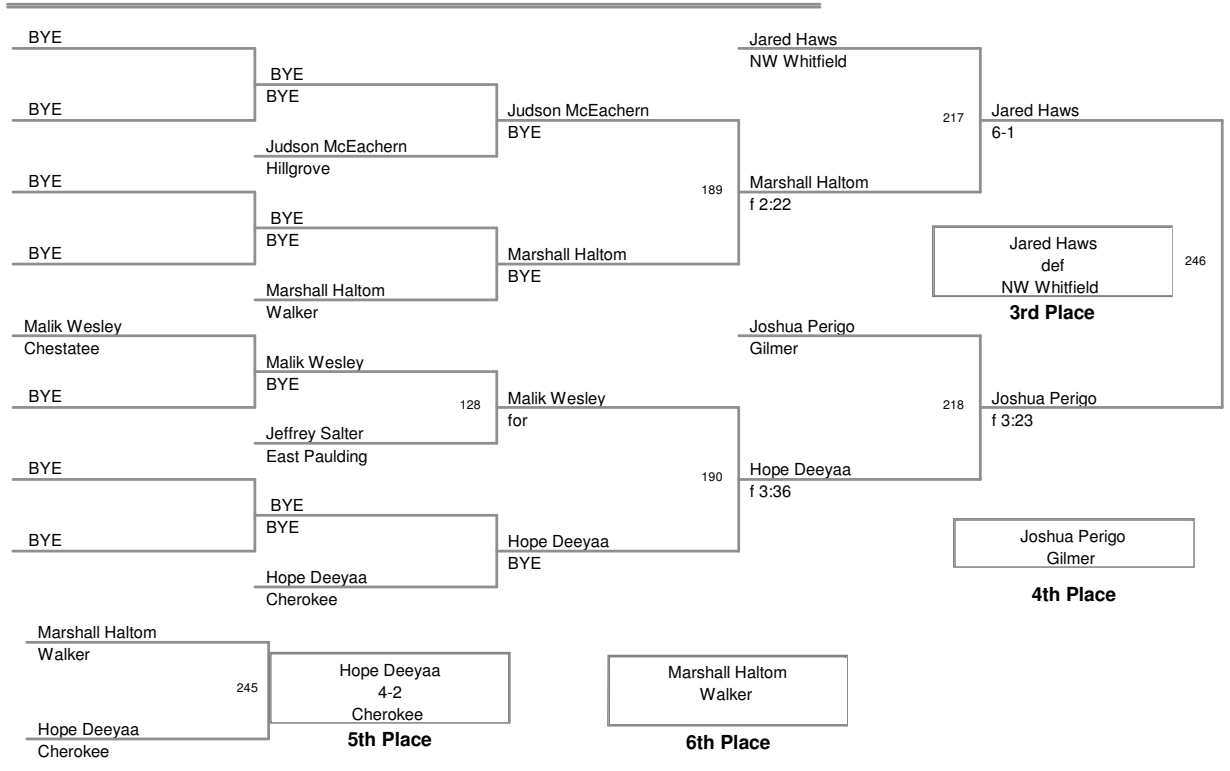 BYE
BYE
BYE
BYE
Judson McEachern
Hillgrove
Judson McEachern
BYE
BYE
BYE
BYE
BYE
Marshall Haltom
Walker
Marshall Haltom
BYE
189
Marshall Haltom
f 2:22
Jared Haws
NW Whitfield
217
Jared Haws
6-1
Jared Haws
def
NW Whitfield
3rd Place
246
Malik Wesley
Chestatee
BYE
Malik Wesley
BYE
Jeffrey Salter
East Paulding
128
Malik Wesley
for
BYE
BYE
BYE
BYE
Hope Deeyaa
Cherokee
Hope Deeyaa
BYE
190
Hope Deeyaa
f 3:36
Joshua Perigo
Gilmer
218
Joshua Perigo
f 3:23
Joshua Perigo
Gilmer
4th Place
Marshall Haltom
Walker
245
Hope Deeyaa
Cherokee
Hope Deeyaa
4-2
Cherokee
5th Place
Marshall Haltom
Walker
6th Place